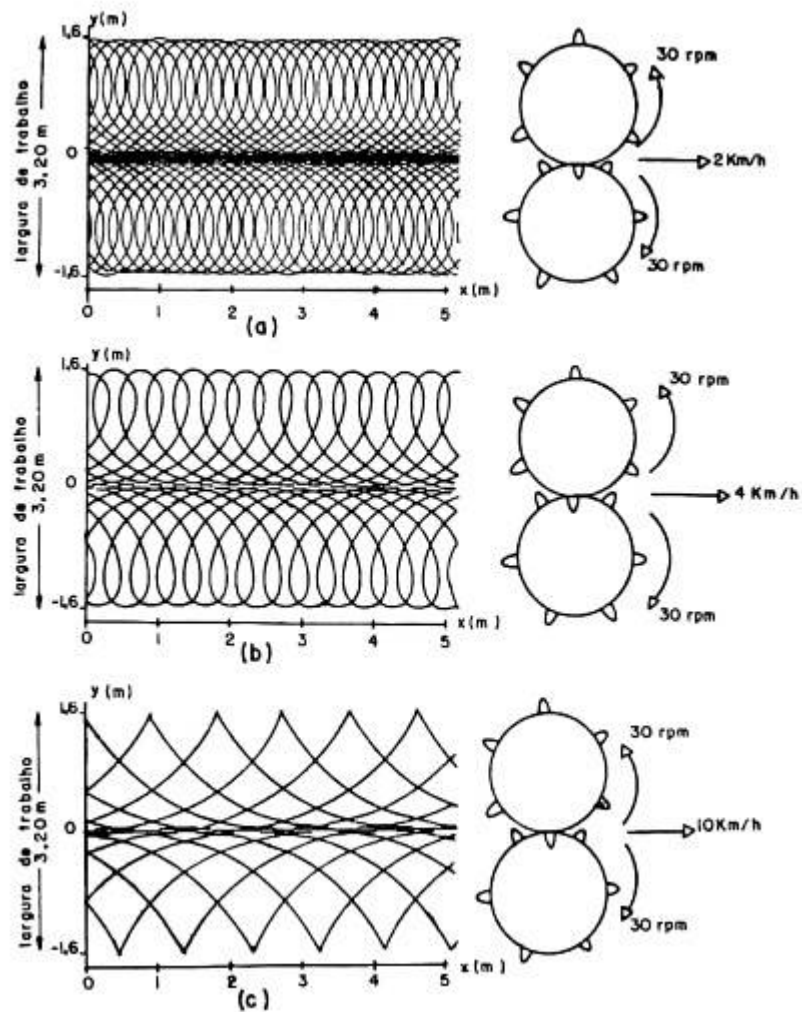 y(m)
1,6
0
-1,6
largura de trabalho
3,20 m
0 1 2 3 4 5
x(m)
(a)
30 rpm
2 Km/h
30 rpm
y(m)
1,6
0
-1,6
largura de trabalho
3,20 m
0 1 2 3 4 5
x(m)
(b)
30 rpm
4 Km/h
30 rpm
y(m)
1,6
0
-1,6
largura de trabalho
3,20 m
0 1 2 3 4 5
x(m)
(c)
30 rpm
10Km/h
30 rpm